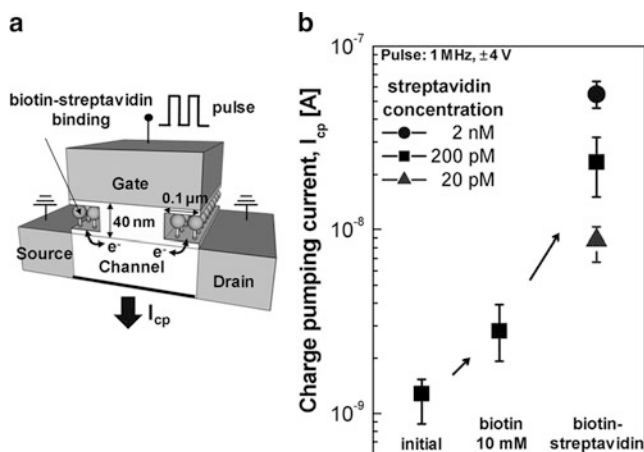 a
biotin-streptavidin
binding
pulse
Gate
0.1 μm
40 nm
e-
e-
Source
Channel
Drain
Icp
b
Charge pumping current, Icp [A]
10-7
10-8
10-9
Pulse: 1 MHz, ±4 V
streptavidin
concentration
2 nM
200 pM
20 pM
initial
biotin
10 mM
biotin-
streptavidin